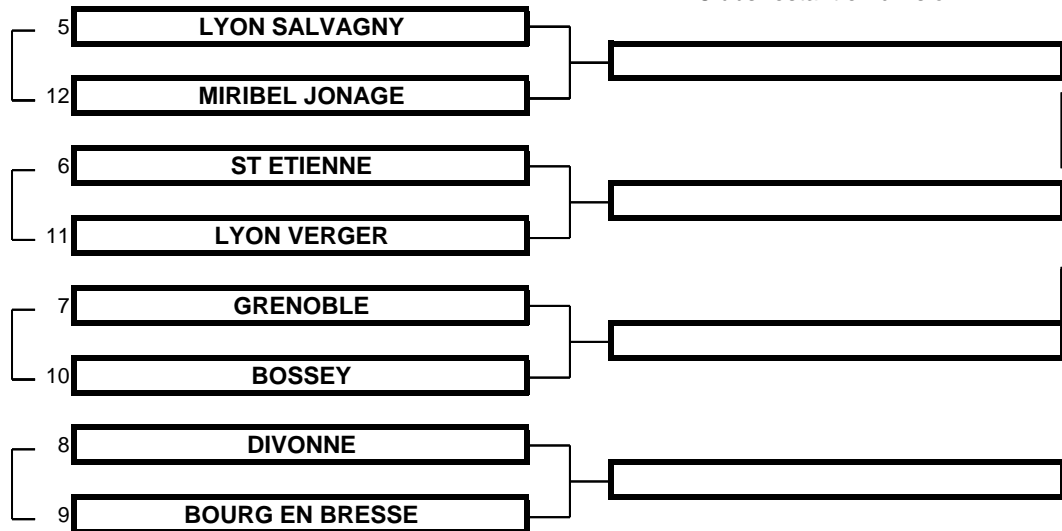 5 LYON SALVAGNY
12 MIRIBEL JONAGE
6 ST ETIENNE
11 LYON VERGER
7 GRENOBLE
10 BOSSEY
8 DIVONNE
9 BOURG EN BRESSE